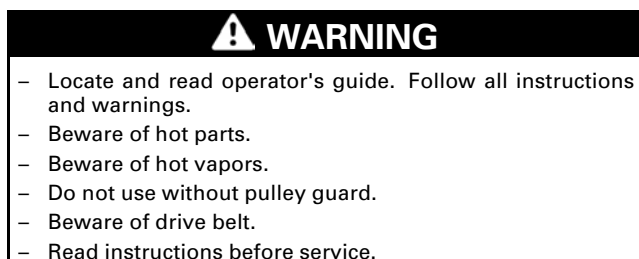 WARNING
– Locate and read operator's guide. Follow all instructions
and warnings.
– Beware of hot parts.
– Beware of hot vapors.
– Do not use without pulley guard.
– Beware of drive belt.
– Read instructions before service.